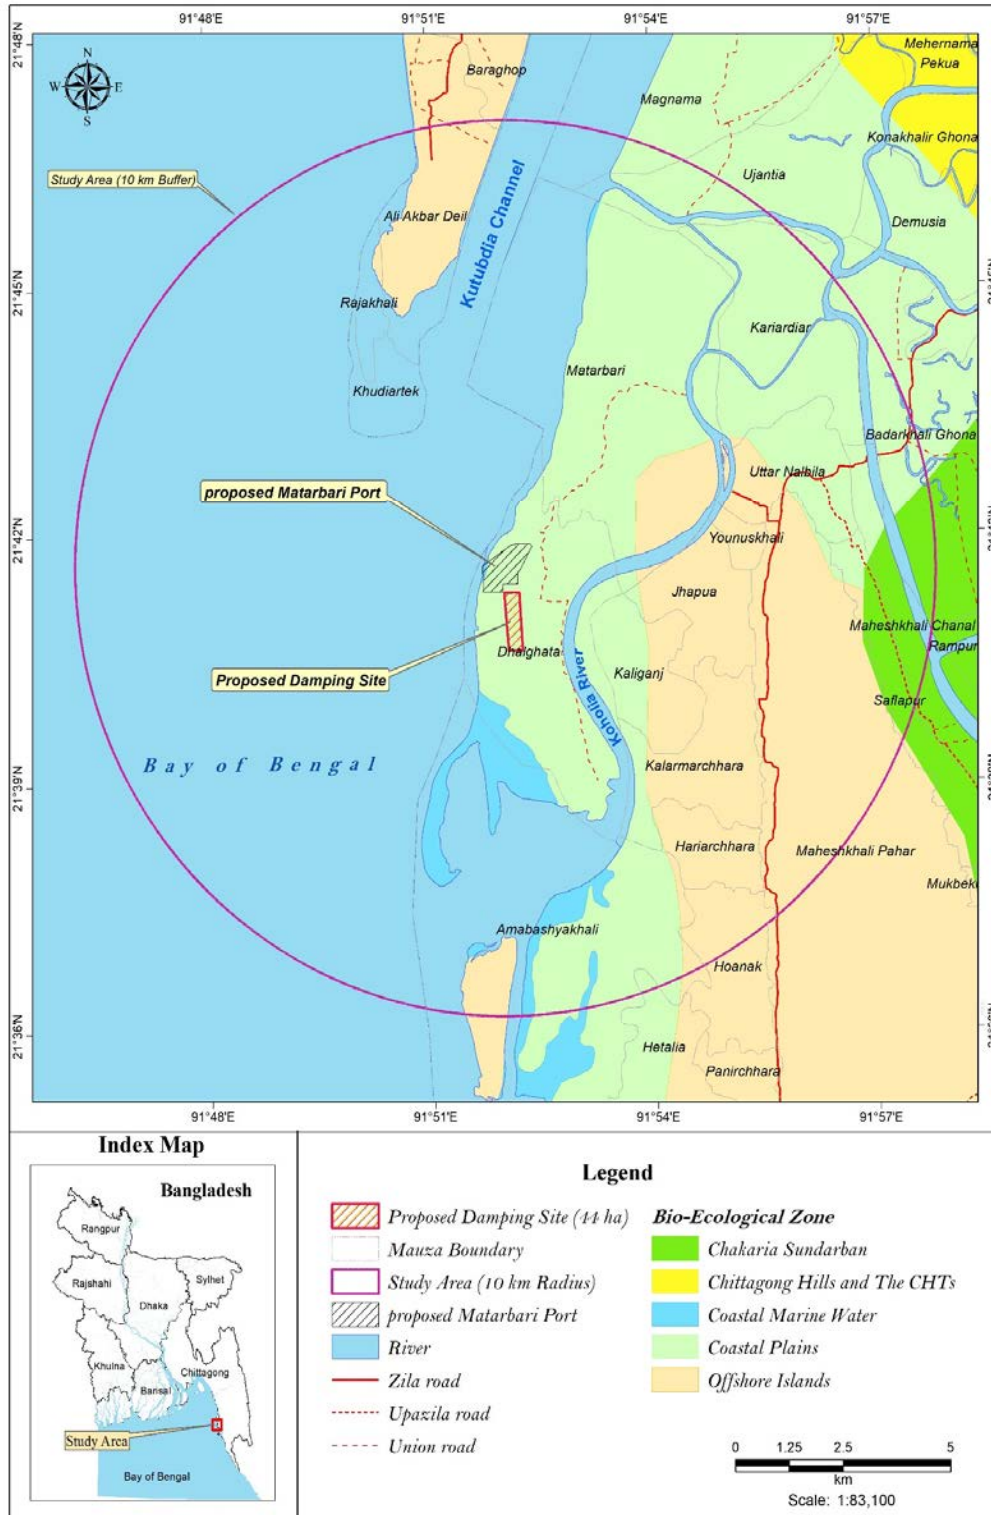 91°48'E
91°51'E
91°54'E
91°57'E
21°48'N
Mehernama
Pekua
Baraghop
N
W
E
S
Magnama
Konakhalir Ghona
Study Area (10 km Buffer)
Ujantia
Ali Akbar Deil
Demusia
Kutubdia Channel
21°45'N
Rajakhali
Kariardiar
Matarbari
Khudiartek
Badarkhali Ghona
Uttar Nalbila
proposed Matarbari Port
21°42'N
Younuskhali
Jhapua
Maheshkhali Chanal
Rampur
Dhalghata
Kaliganj
Proposed Damping Site
Koholia River
Saflapur
Bay of Bengal
Kalarmarchhara
21°39'N
Hariarchhara
Maheshkhali Pahar
Amabashyakhali
Hoanak
21°36'N
Hetalia
Panirchhara
91°48'E
91°51'E
91°54'E
91°57'E
Index Map
Bangladesh
Rangpur
Rajshahi
Sylhet
Dhaka
Khulna
Barisal
Chittagong
Study Area
Bay of Bengal
Legend
Proposed Damping Site (44 ha)
Mauza Boundary
Study Area (10 km Radius)
proposed Matarbari Port
River
Zila road
Upazila road
Union road
Bio-Ecological Zone
Chakaria Sundarban
Chittagong Hills and The CHTs
Coastal Marine Water
Coastal Plains
Offshore Islands
0 1.25 2.5 5
km
Scale: 1:83,100